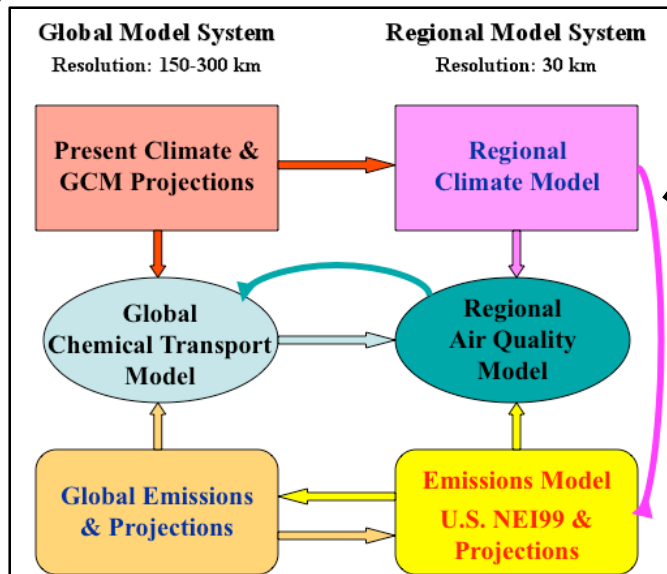 Global Model System
Resolution: 150-300 km
Regional Model System
Resolution: 30 km
Present Climate &
GCM Projections
Regional
Climate Model
Global
Chemical Transport
Model
Regional
Air Quality
Model
Global Emissions
& Projections
Emissions Model
U.S. NEI99 &
Projections